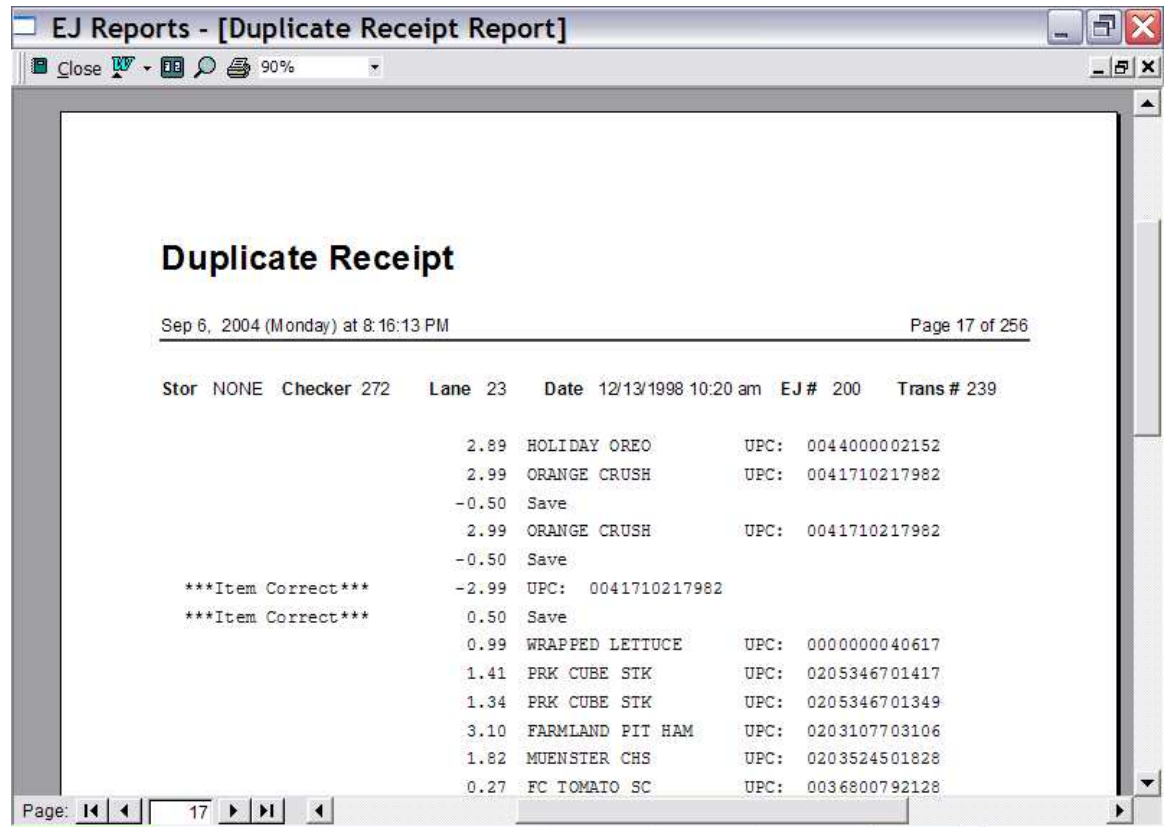 EJ Reports - [Duplicate Receipt Report]
Close W 90%
Duplicate Receipt
Sep 6, 2004 (Monday) at 8:16:13 PM Page 17 of 256
Stor NONE Checker 272 Lane 23 Date 12/13/1998 10:20 am EJ # 200 Trans # 239
2.89 HOLIDAY OREO UPC: 0044000002152
2.99 ORANGE CRUSH UPC: 0041710217982
-0.50 Save
2.99 ORANGE CRUSH UPC: 0041710217982
-0.50 Save
***Item Correct*** -2.99 UPC: 0041710217982
***Item Correct*** 0.50 Save
0.99 WRAPPED LETTUCE UPC: 0000000040617
1.41 PRK CUBE STK UPC: 0205346701417
1.34 PRK CUBE STK UPC: 0205346701349
3.10 FARMLAND PIT HAM UPC: 0203107703106
1.82 MUENSTER CHS UPC: 0203524501828
0.27 FC TOMATO SC UPC: 0036800792128
Page: 17